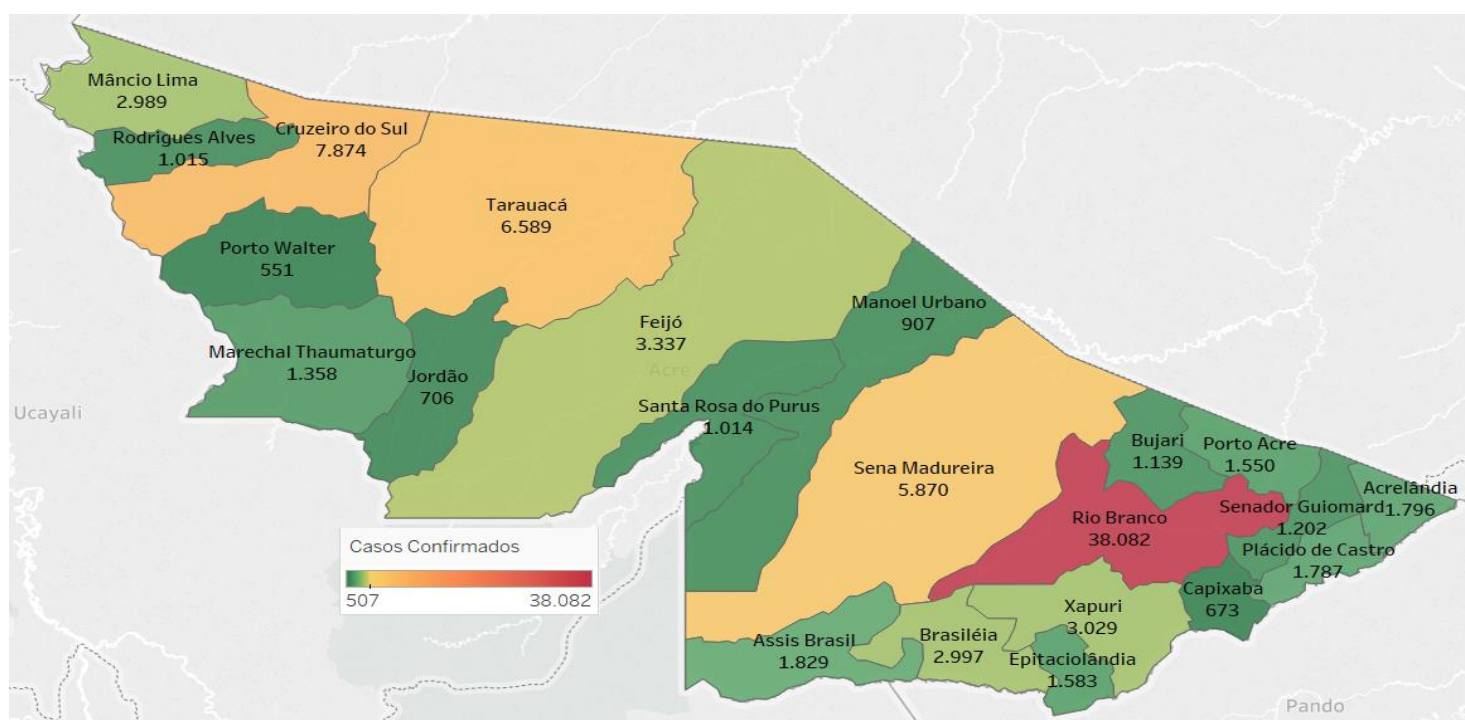 Mâncio Lima
2.989
Rodrigues Alves
1.015
Cruzeiro do Sul
7.874
Tarauacá
6.589
Porto Walter
551
Marechal Thaumaturgo
1.358
Jordão
706
Feijó
3.337
Acre
Manoel Urbano
907
Santa Rosa do Purus
1.014
Ucayali
Sena Madureira
5.870
Bujari
1.139
Porto Acre
1.550
Acrelândia
1.796
Senador Guiomard
1.202
Rio Branco
38.082
Plácido de Castro
1.787
Capixaba
673
Xapuri
3.029
Assis Brasil
1.829
Brasiléia
2.997
Epitaciolândia
1.583
Pando
Casos Confirmados
507
38.082